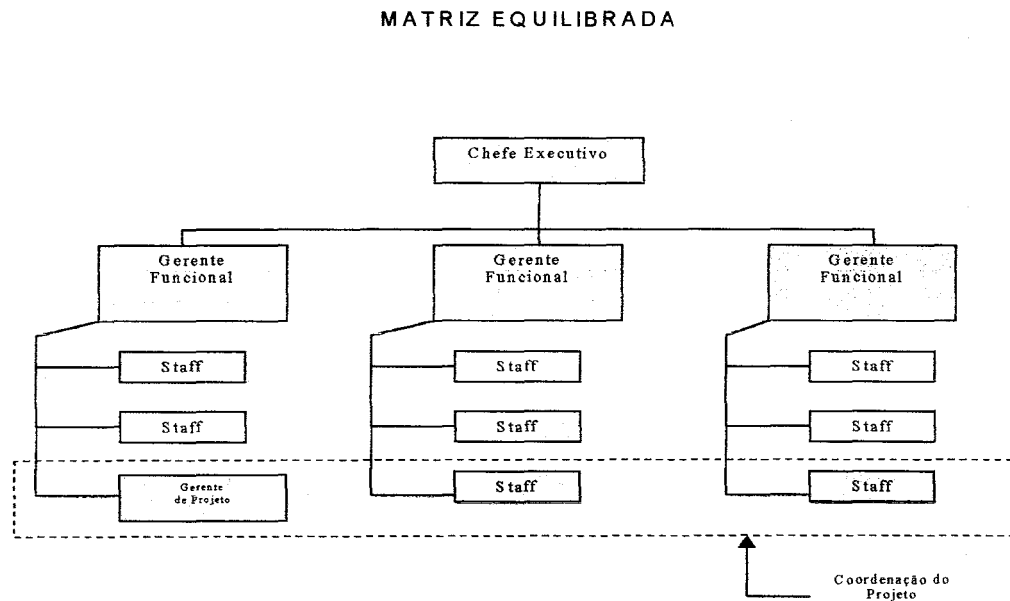 MATRIZ EQUILIBRADA
Chefe Executivo
Gerente
Funcional
Gerente
Funcional
Gerente
Funcional
Staff
Staff
Staff
Staff
Staff
Staff
Gerente
de Projeto
Staff
Staff
Coordenação do
Projeto